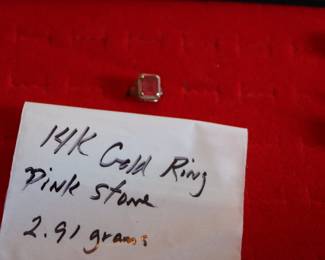 14K Gold Ring
Pink Stone
2.91 grams